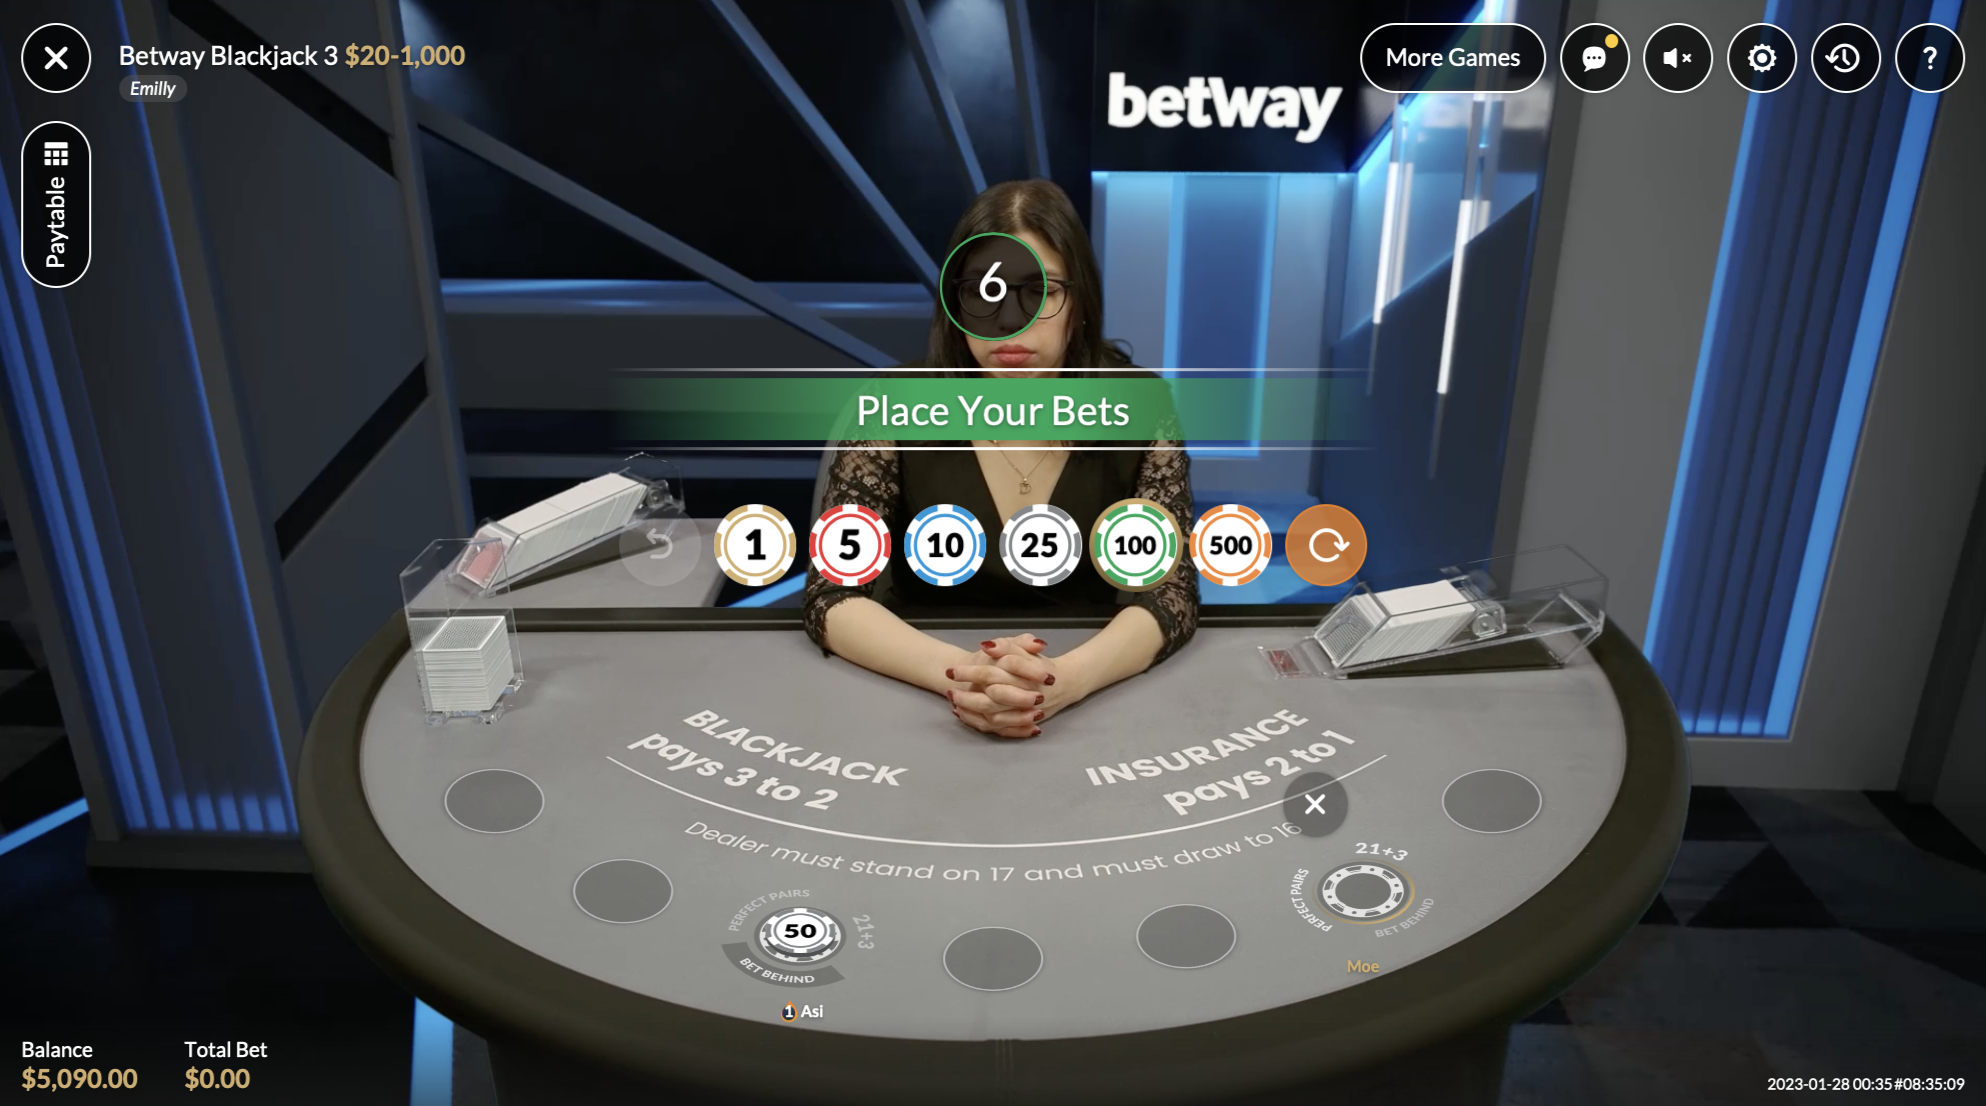 Betway Blackjack 3 $20-1,000
Emilly
More Games
?
betway
Paytable
6
Place Your Bets
1
5
10
25
100
500
BLACKJACK
pays 3 to 2
INSURANCE
pays 2 to 1
Dealer must stand on 17 and must draw to 16
PERFECT PAIRS
21+3
50
BET BEHIND
1 Asi
21+3
PERFECT PAIRS
BET BEHIND
Moe
Balance
$5,090.00
Total Bet
$0.00
2023-01-28 00:35 #08:35:09